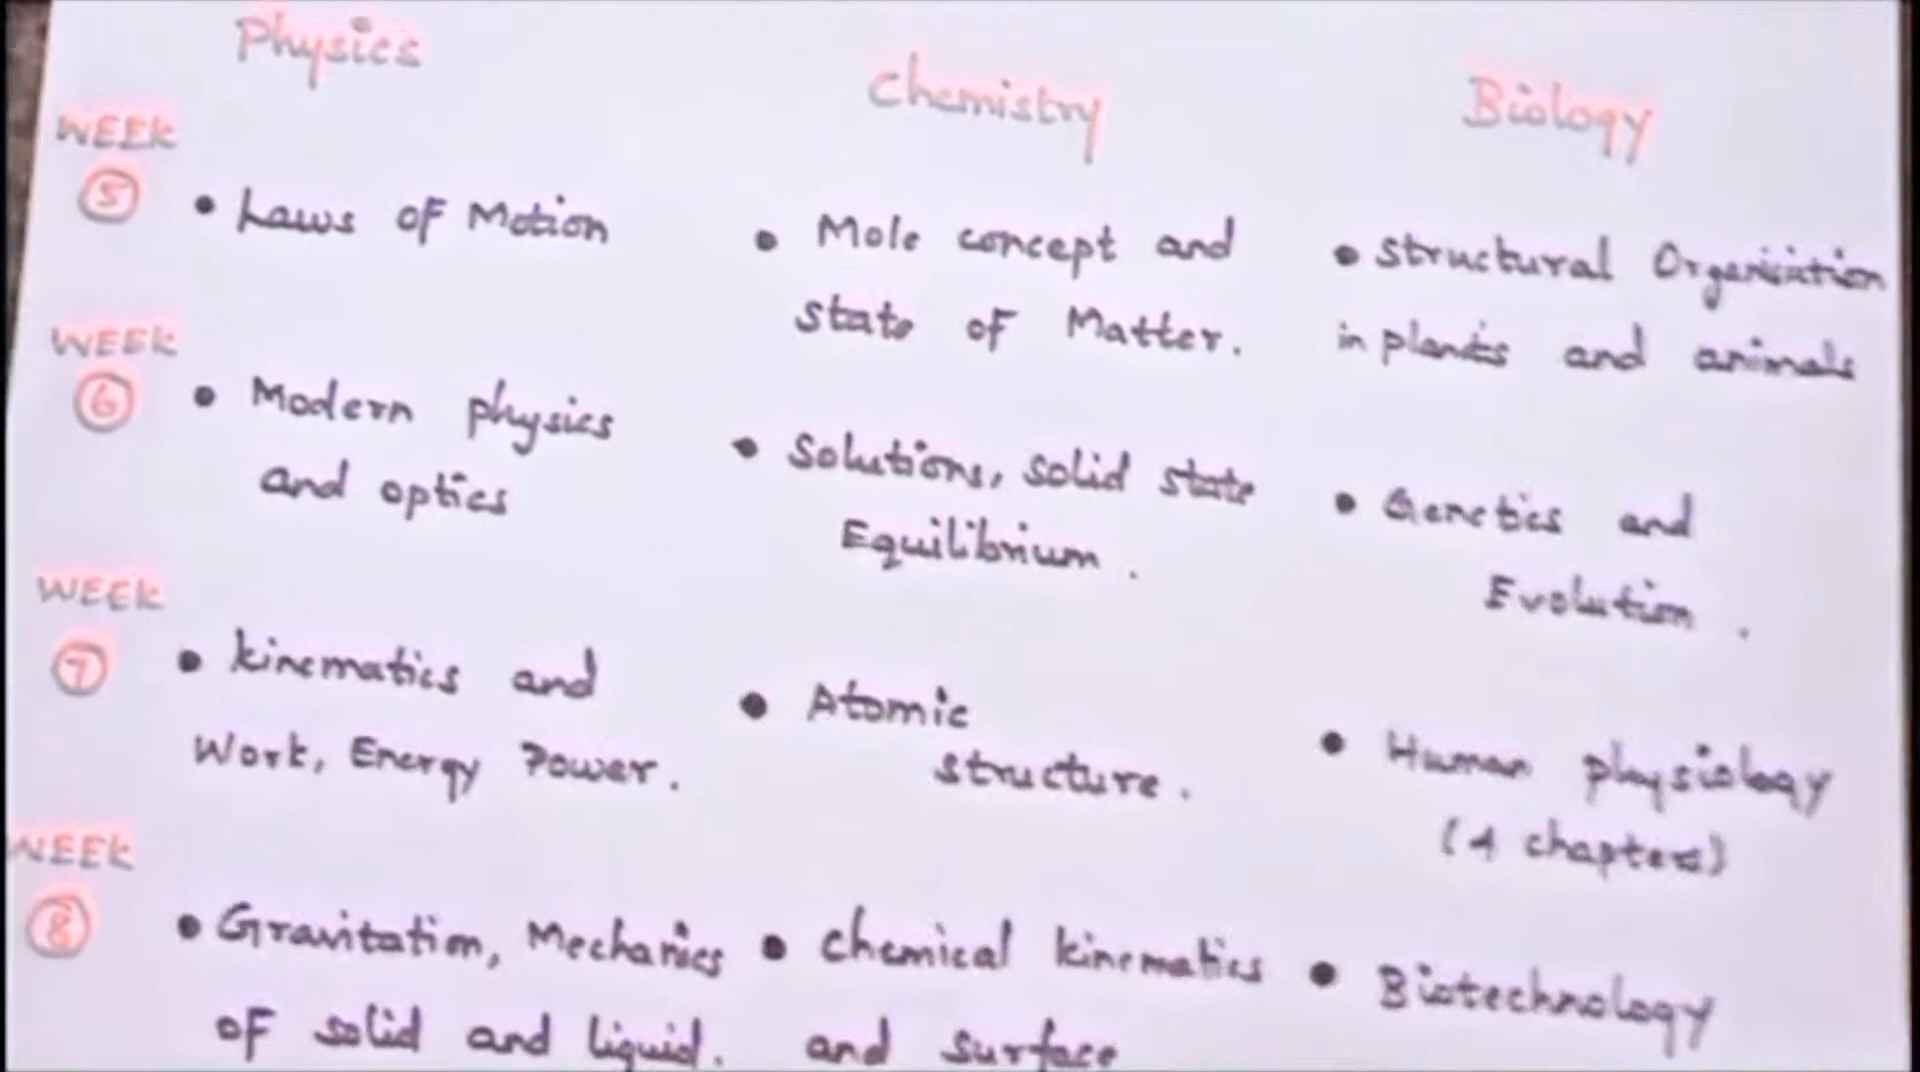 Physics
Chemistry
Biology
WEEK
5
• Laws of Motion
• Mole concept and
state of Matter.
• structural Organisation
in plants and animals
WEEK
6
• Modern physics
and optics
• Solutions, solid state
Equilibrium.
• Genetics and
Evolution.
WEEK
7
• kinematics and
Work, Energy Power.
• Atomic
structure.
• Human physiology
(4 chapters)
WEEK
8
• Gravitation, Mechanics
of solid and liquid.
• chemical kinematics
and surface
• Biotechnology